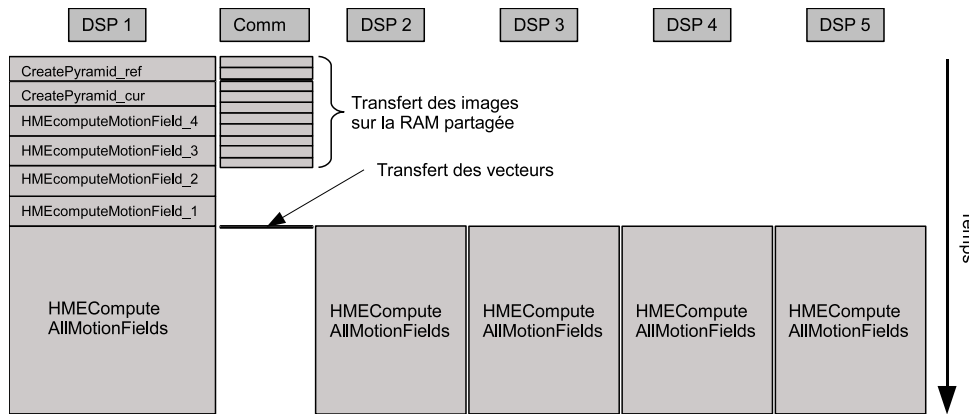 DSP 1
Comm
DSP 2
DSP 3
DSP 4
DSP 5
CreatePyramid_ref
CreatePyramid_cur
HMEcomputeMotionField_4
HMEcomputeMotionField_3
HMEcomputeMotionField_2
HMEcomputeMotionField_1
Transfert des images
sur la RAM partagée
Transfert des vecteurs
Temps
HMECompute
AllMotionFields
HMECompute
AllMotionFields
HMECompute
AllMotionFields
HMECompute
AllMotionFields
HMECompute
AllMotionFields